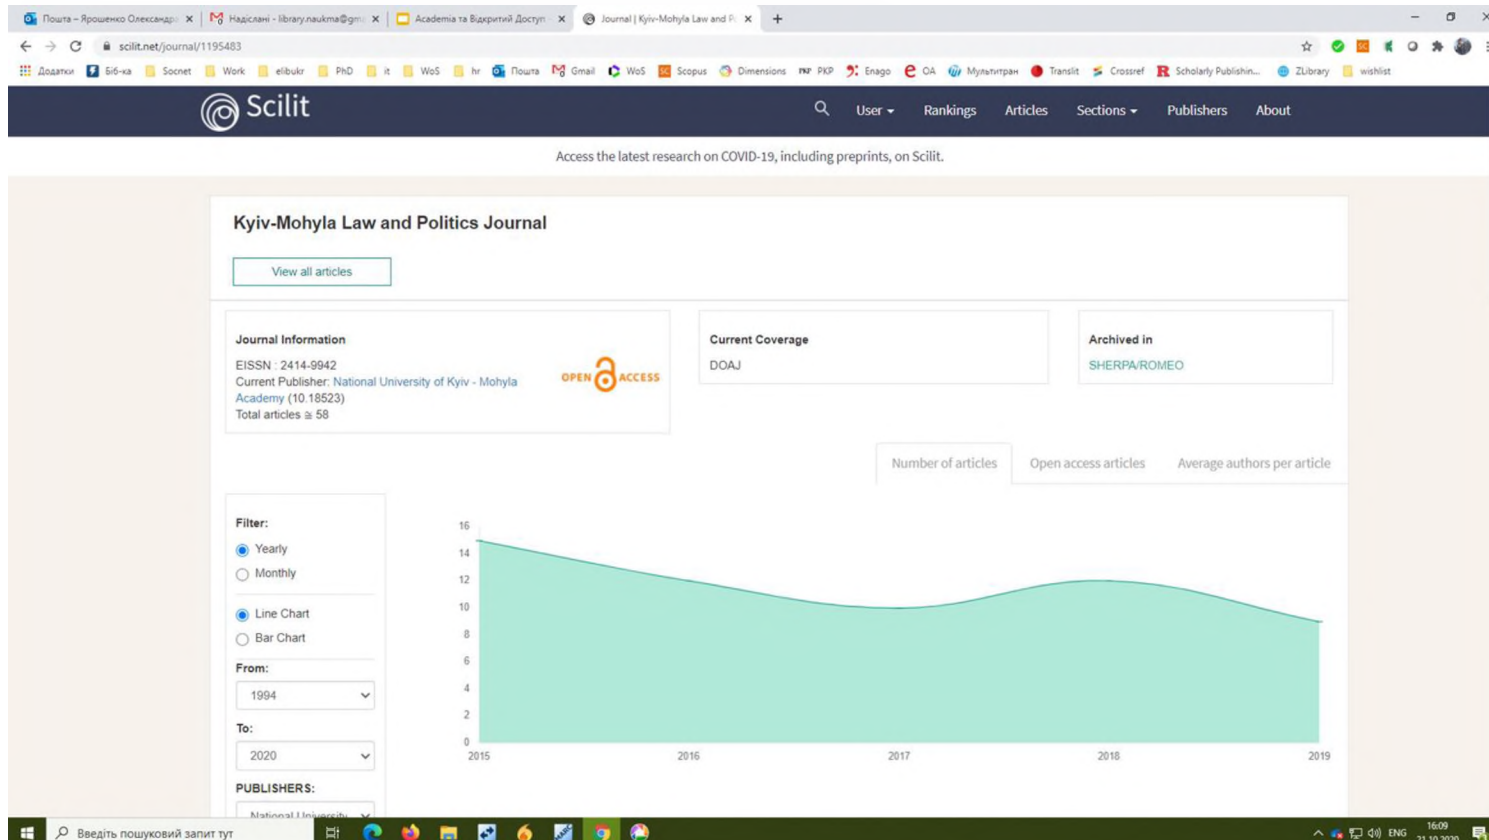 Пошта – Ярошенко Олександра
Надіслані - library.naukma@gm
Academia та Відкритий Доступ
Journal | Kyiv-Mohyla Law and P
scilit.net/journal/1195483
Додатки
Біб-ка
Socnet
Work
elibukr
PhD
it
WoS
hr
Пошта
Gmail
WoS
Scopus
Dimensions
PKP PKP
Enago
OA
Мультитран
Translit
Crossref
Scholarly Publishin...
ZLibrary
wishlist
Scilit
User
Rankings
Articles
Sections
Publishers
About
Access the latest research on COVID-19, including preprints, on Scilit.
Kyiv-Mohyla Law and Politics Journal
View all articles
Journal Information
EISSN : 2414-9942
Current Publisher: National University of Kyiv - Mohyla
Academy (10.18523)
Total articles ≅ 58
OPEN ACCESS
Current Coverage
DOAJ
Archived in
SHERPA/ROMEO
Number of articles
Open access articles
Average authors per article
Filter:
Yearly
Monthly
Line Chart
Bar Chart
From:
1994
To:
2020
PUBLISHERS:
National University
16
14
12
10
8
6
4
2
0
2015
2016
2017
2018
2019
Введіть пошуковий запит тут
ENG
16:09
21.10.2020